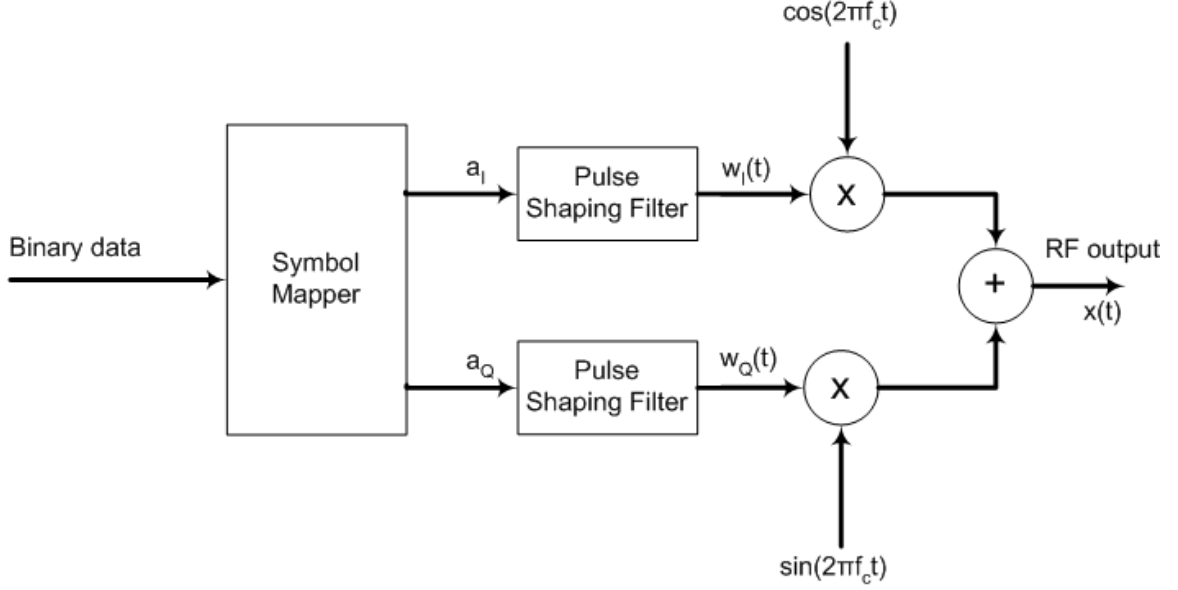 cos(2πf_ct)
a_I
Pulse
Shaping Filter
w_I(t)
X
Binary data
Symbol
Mapper
+
RF output
x(t)
a_Q
Pulse
Shaping Filter
w_Q(t)
X
sin(2πf_ct)